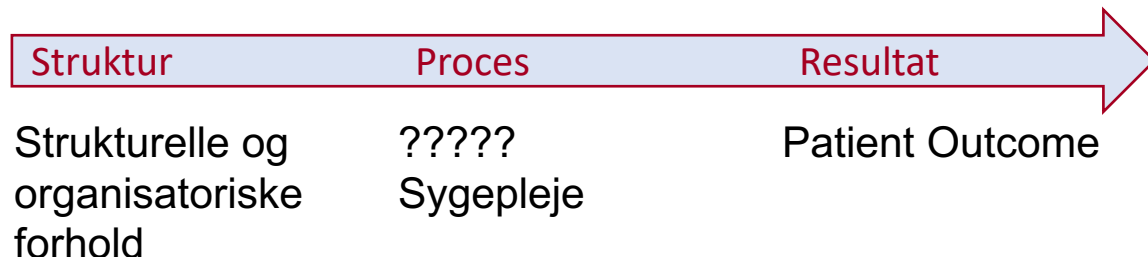 Struktur Proces Resultat
Strukturelle og ????? Patient Outcome
organisatoriske Sygepleje
forhold